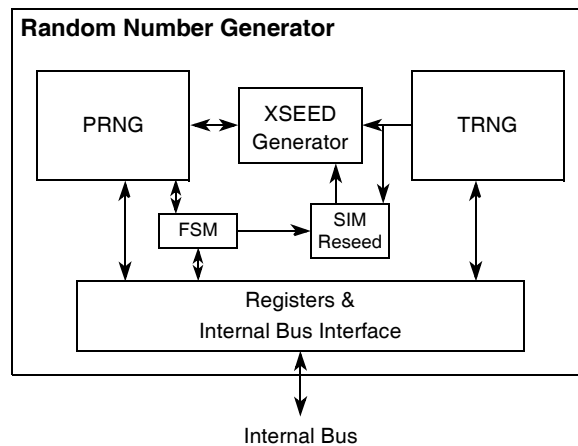 Random Number Generator
PRNG
XSEED
Generator
TRNG
FSM
SIM
Reseed
Registers &
Internal Bus Interface
Internal Bus